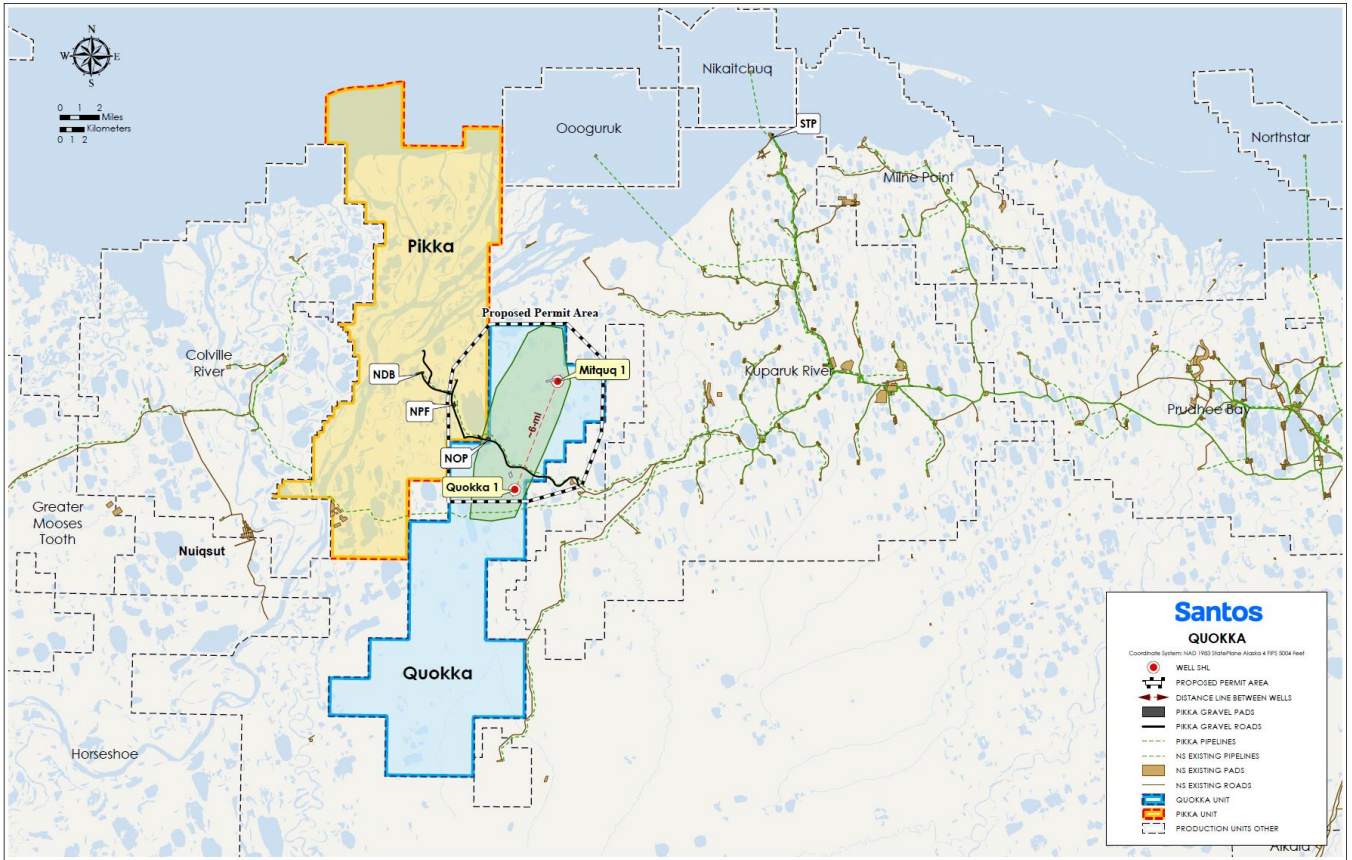 N
W E
S
0 1 2
Miles
Kilometers
0 1 2
Nikaitchuq
STP
Oooguruk
Northstar
Milne Point
Pikka
Proposed Permit Area
Colville
River
NDB
Mitquq 1
Kuparuk River
NPF
~6-mi
Prudhoe Bay
NOP
Quokka 1
Greater
Mooses
Tooth
Nuiqsut
Quokka
Horseshoe
Santos
QUOKKA
Coordinate System: NAD 1983 StatePlane Alaska 4 FIPS 5004 Feet
WELL SHL
PROPOSED PERMIT AREA
DISTANCE LINE BETWEEN WELLS
PIKKA GRAVEL PADS
PIKKA GRAVEL ROADS
PIKKA PIPELINES
NS EXISTING PIPELINES
NS EXISTING PADS
NS EXISTING ROADS
QUOKKA UNIT
PIKKA UNIT
PRODUCTION UNITS OTHER